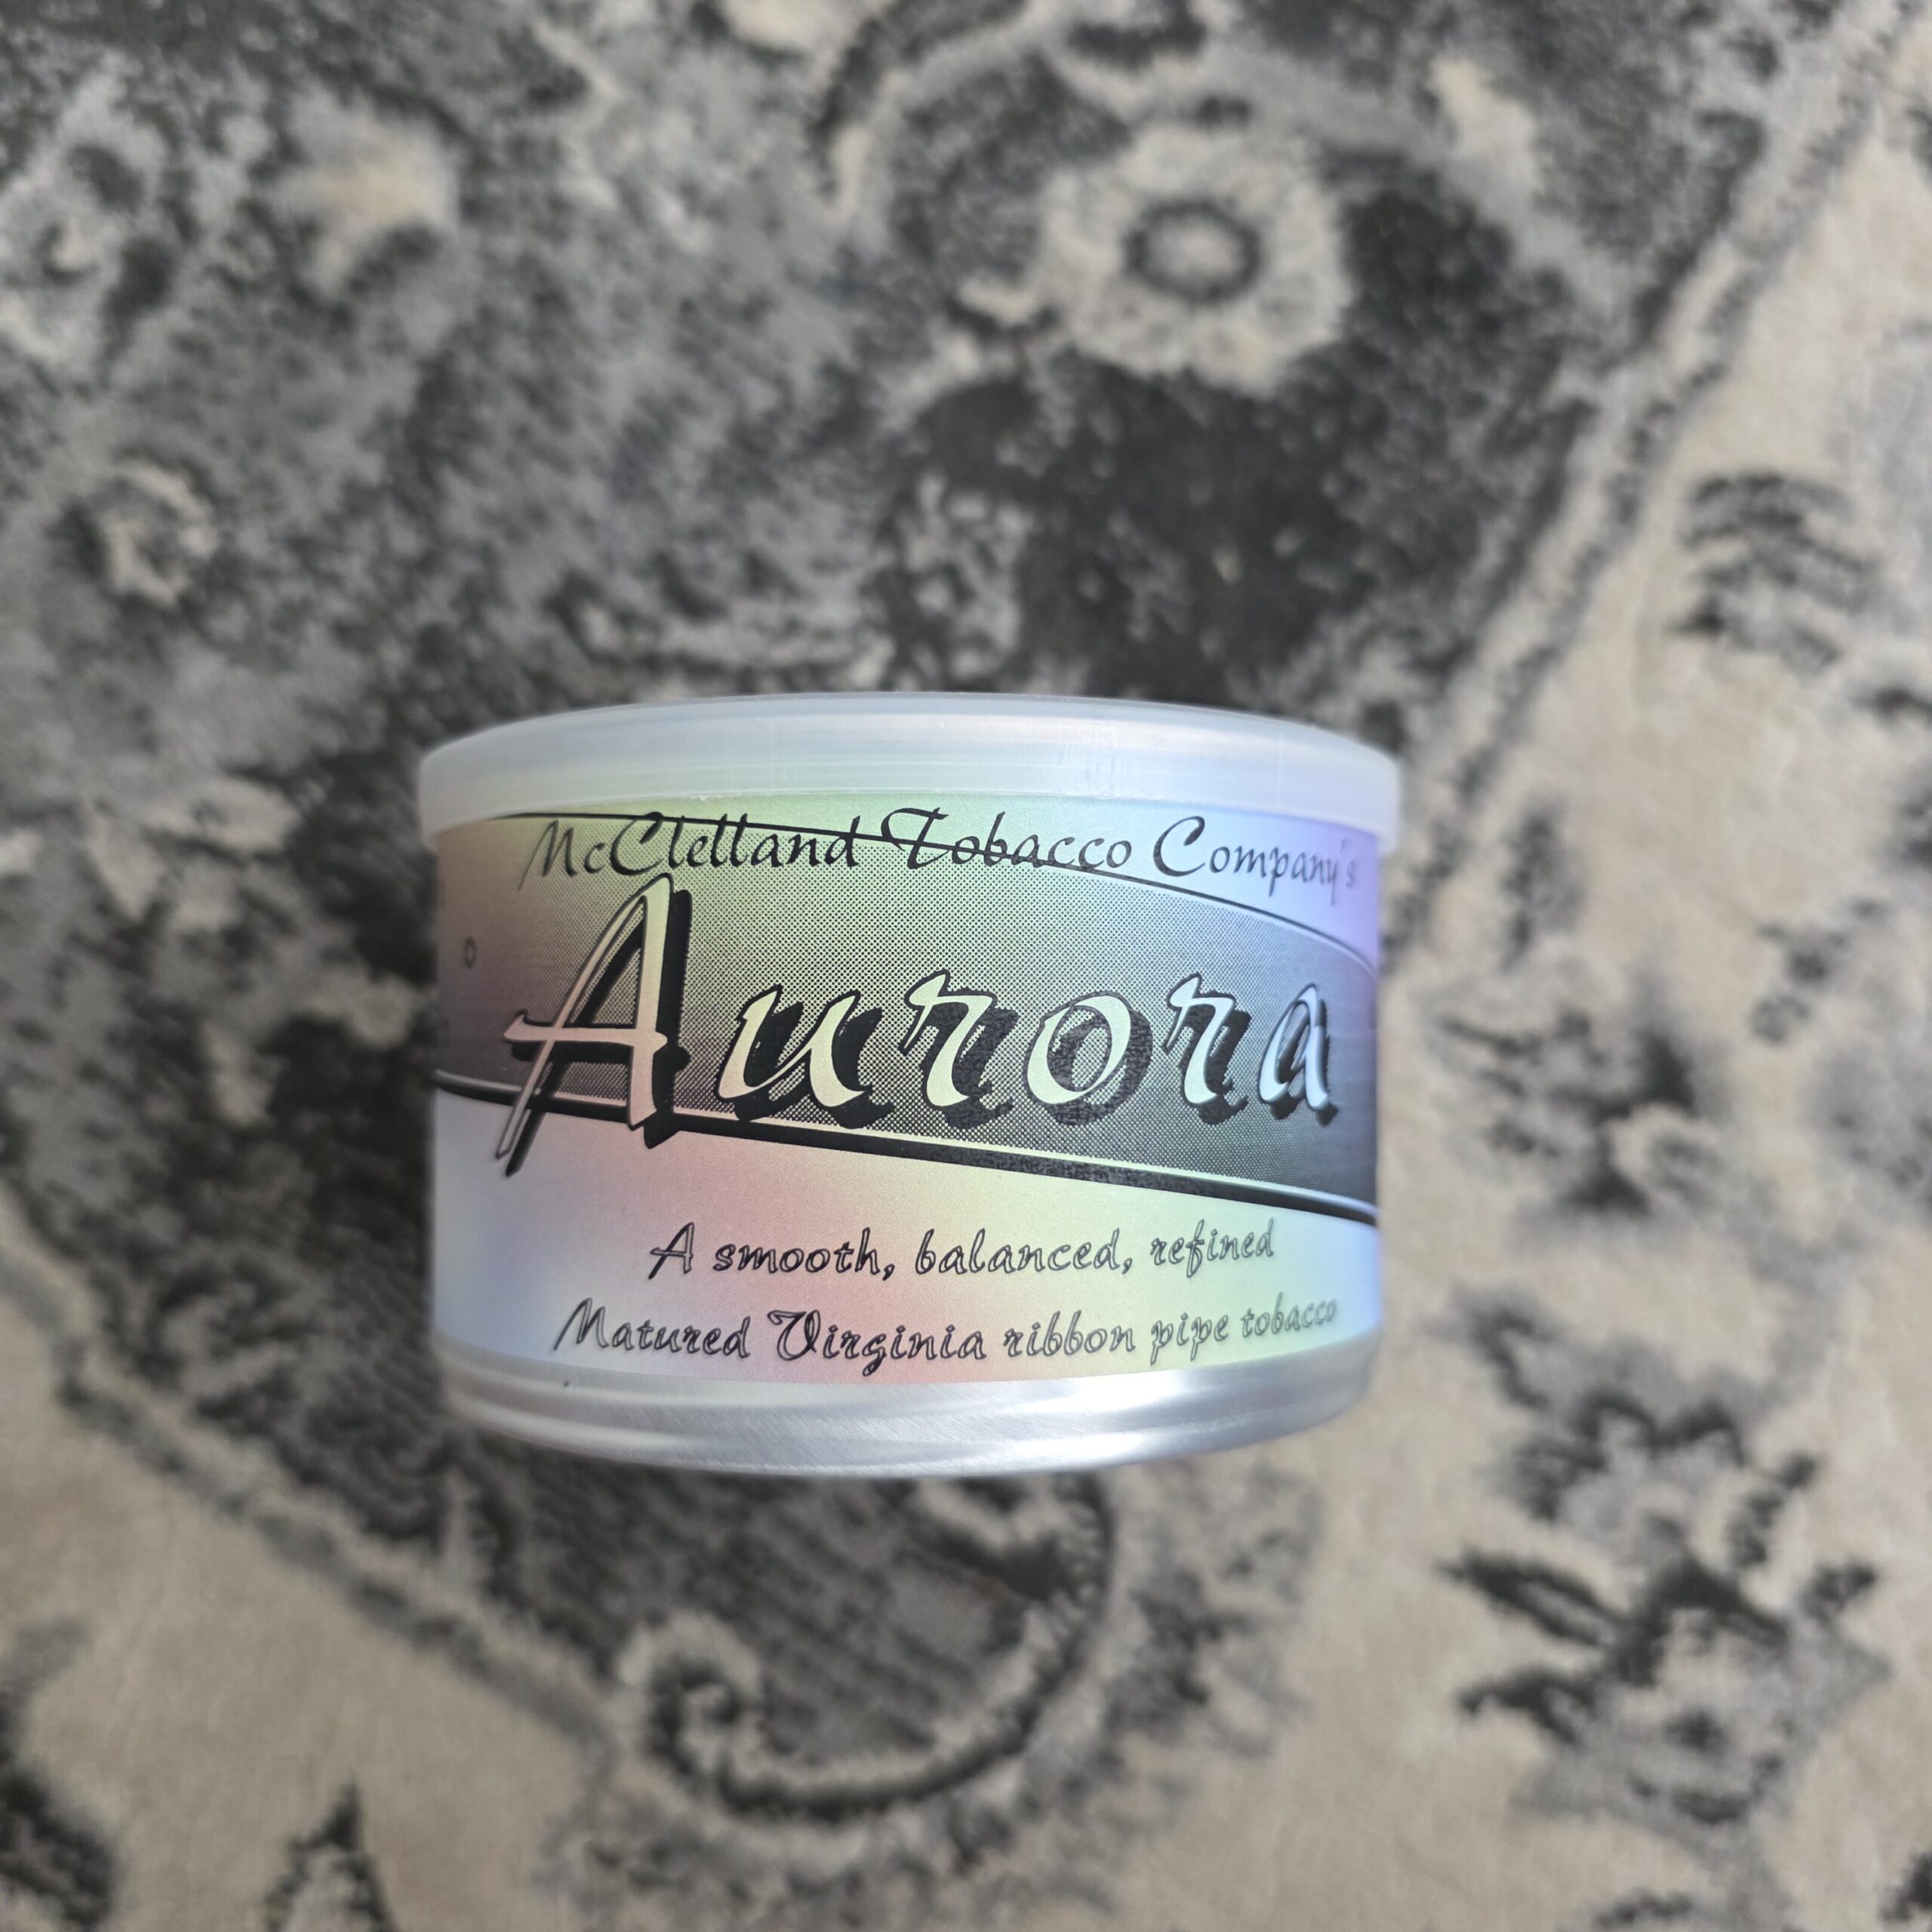 McClelland Tobacco Company's
Aurora
A smooth, balanced, refined
Matured Virginia ribbon pipe tobacco